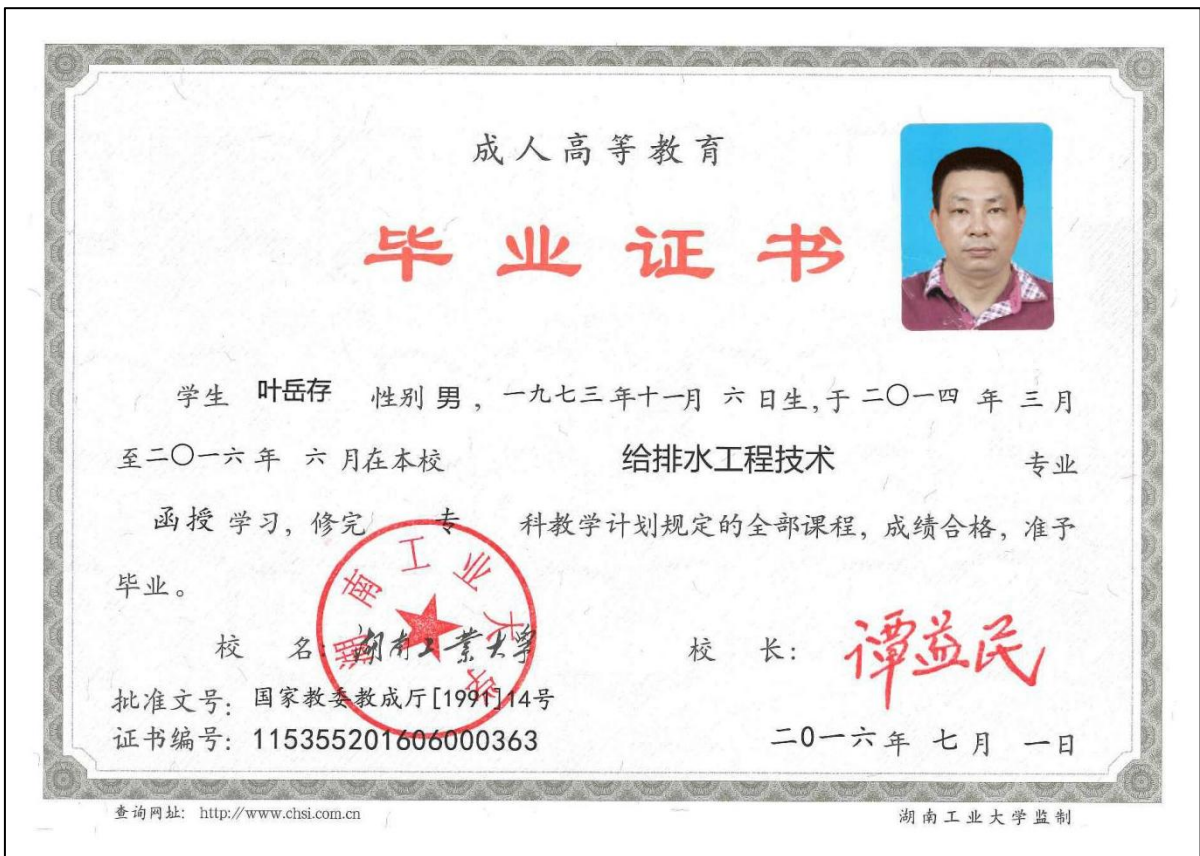 成人高等教育
毕业证书
学生 叶岳存 性别 男，一九七三年十一月 六 日生,于二〇一四 年 三月
至二〇一六年 六 月在本校 给排水工程技术 专业
函授 学习，修完 专 科教学计划规定的全部课程，成绩合格，准予
毕业。
校 名：湖南工業大学 校 长：谭益民
湖南工业大学
批准文号：国家教委教成厅[1991]14号
证书编号：115355201606000363 二0一六年 七月 一日
查询网址：http://www.chsi.com.cn 湖南工业大学监制